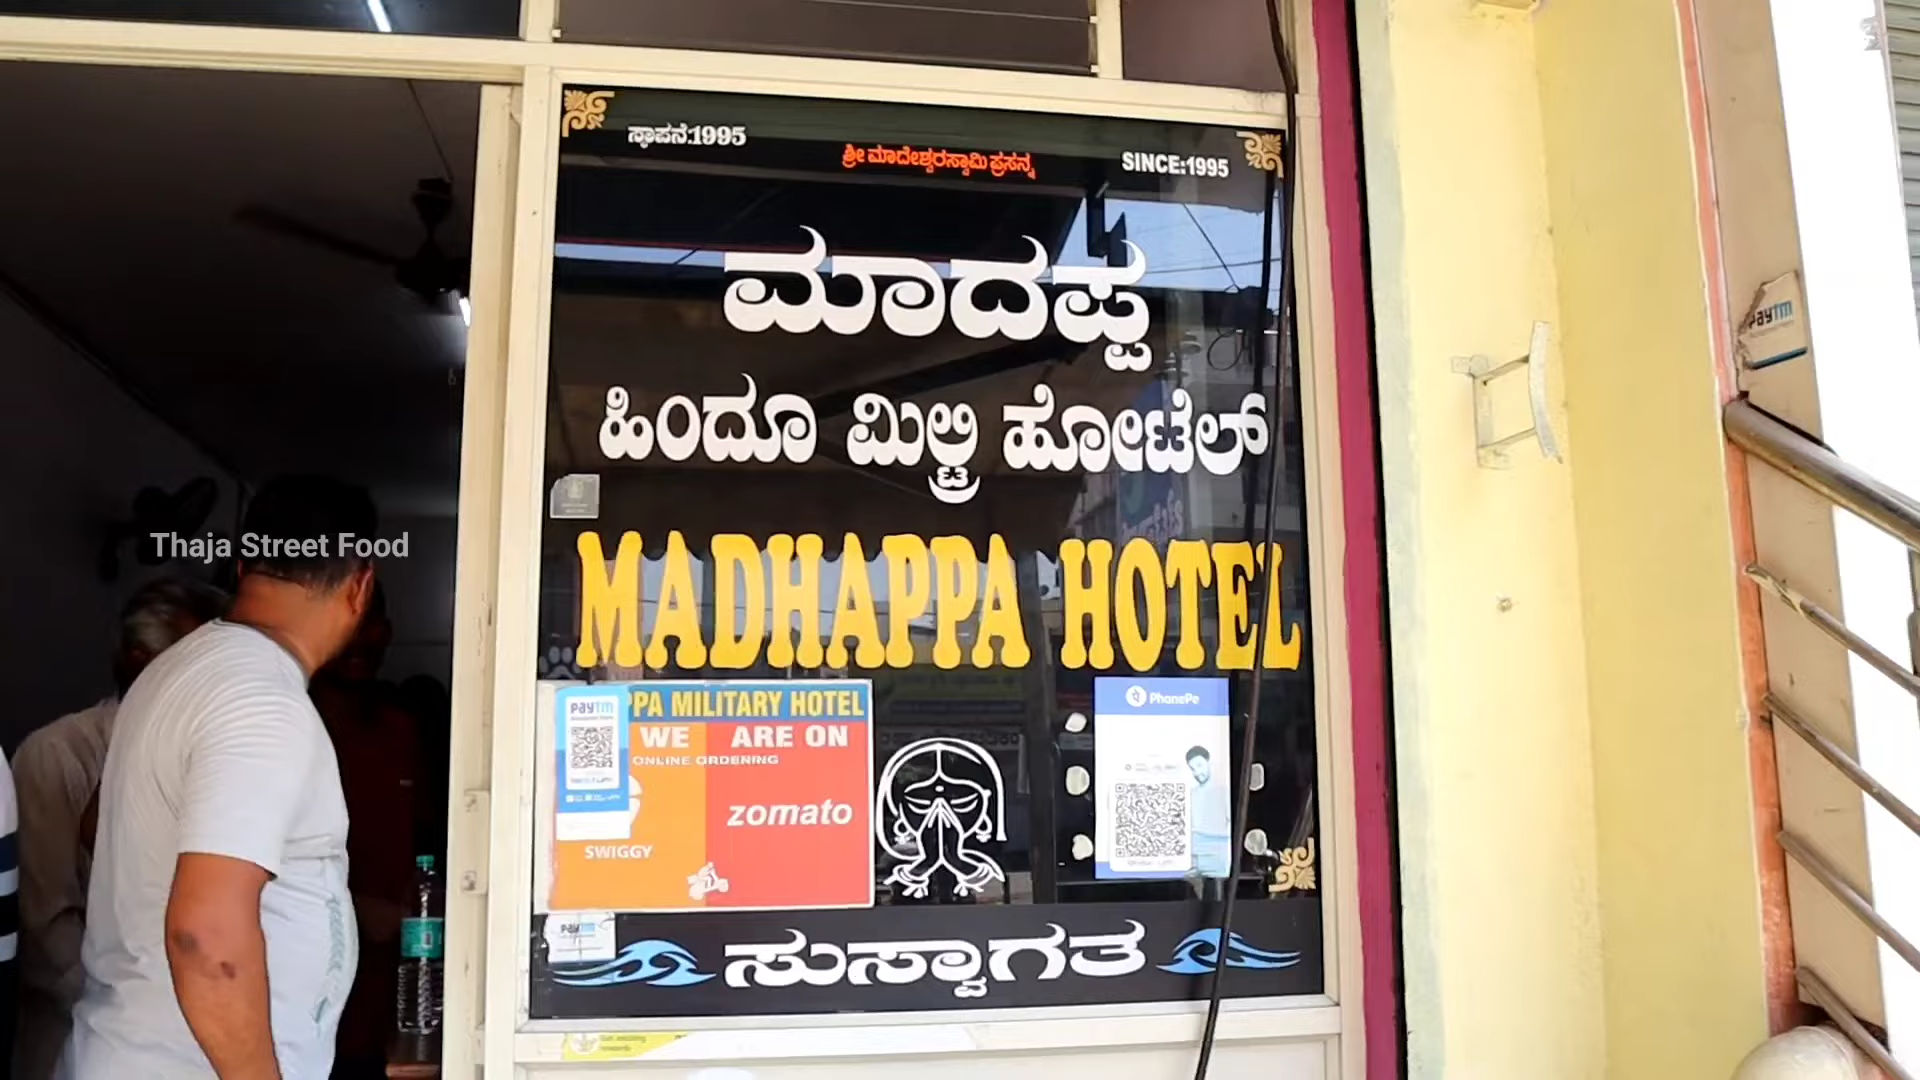 ಸ್ಥಾಪನೆ:1995
ಶ್ರೀ ಮಾದೇಶ್ವರಸ್ವಾಮಿ ಪ್ರಸನ್ನ
SINCE:1995
ಮಾದಪ್ಪ
ಹಿಂದೂ ಮಿಲ್ಟ್ರಿ ಹೋಟೆಲ್
MADHAPPA HOTEL
Thaja Street Food
PPA MILITARY HOTEL
WE ARE ON
ONLINE ORDERING
zomato
SWIGGY
Paytm
PhonePe
Paytm
ಸುಸ್ವಾಗತ
Paytm